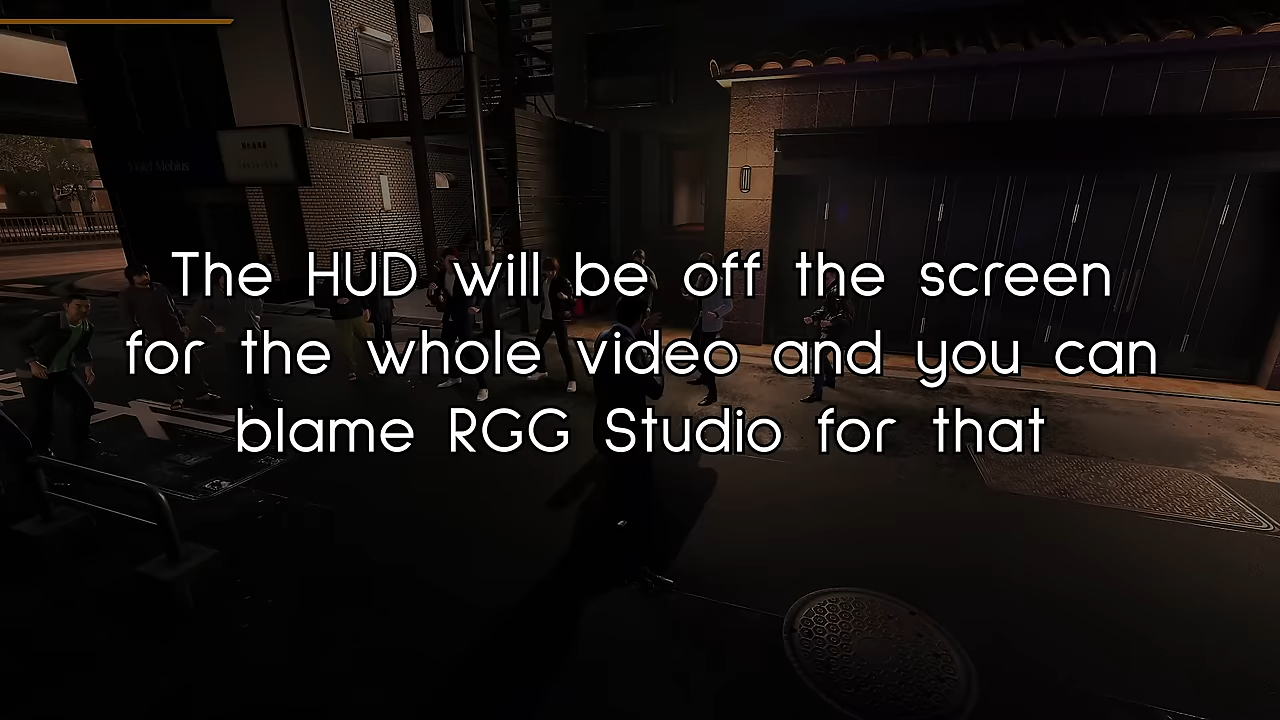 The HUD will be off the screen
for the whole video and you can
blame RGG Studio for that